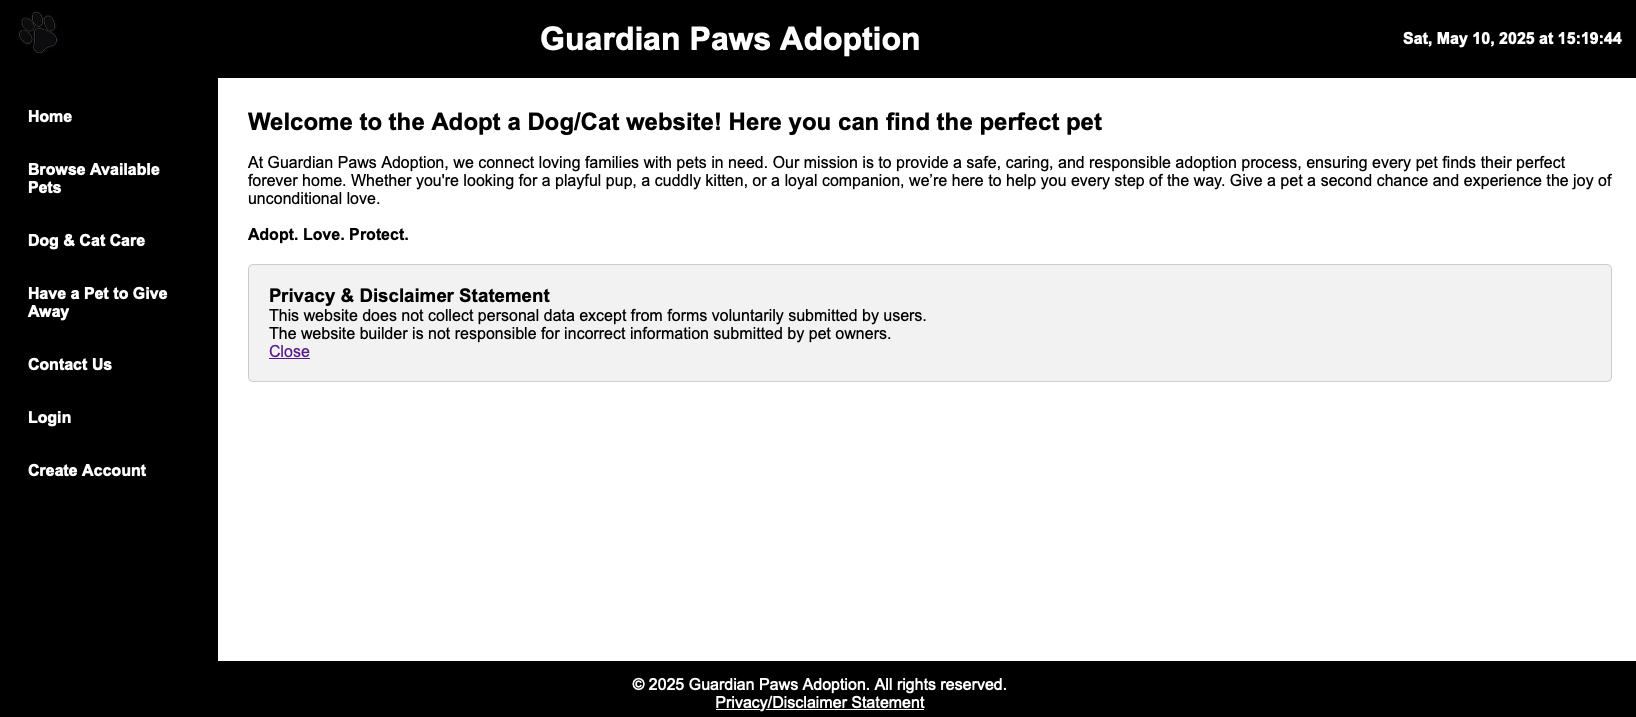 Guardian Paws Adoption
Sat, May 10, 2025 at 15:19:44
Home
Browse Available
Pets
Dog & Cat Care
Have a Pet to Give
Away
Contact Us
Login
Create Account
Welcome to the Adopt a Dog/Cat website! Here you can find the perfect pet
At Guardian Paws Adoption, we connect loving families with pets in need. Our mission is to provide a safe, caring, and responsible adoption process, ensuring every pet finds their perfect
forever home. Whether you're looking for a playful pup, a cuddly kitten, or a loyal companion, we’re here to help you every step of the way. Give a pet a second chance and experience the joy of
unconditional love.
Adopt. Love. Protect.
Privacy & Disclaimer Statement
This website does not collect personal data except from forms voluntarily submitted by users.
The website builder is not responsible for incorrect information submitted by pet owners.
Close
© 2025 Guardian Paws Adoption. All rights reserved.
Privacy/Disclaimer Statement